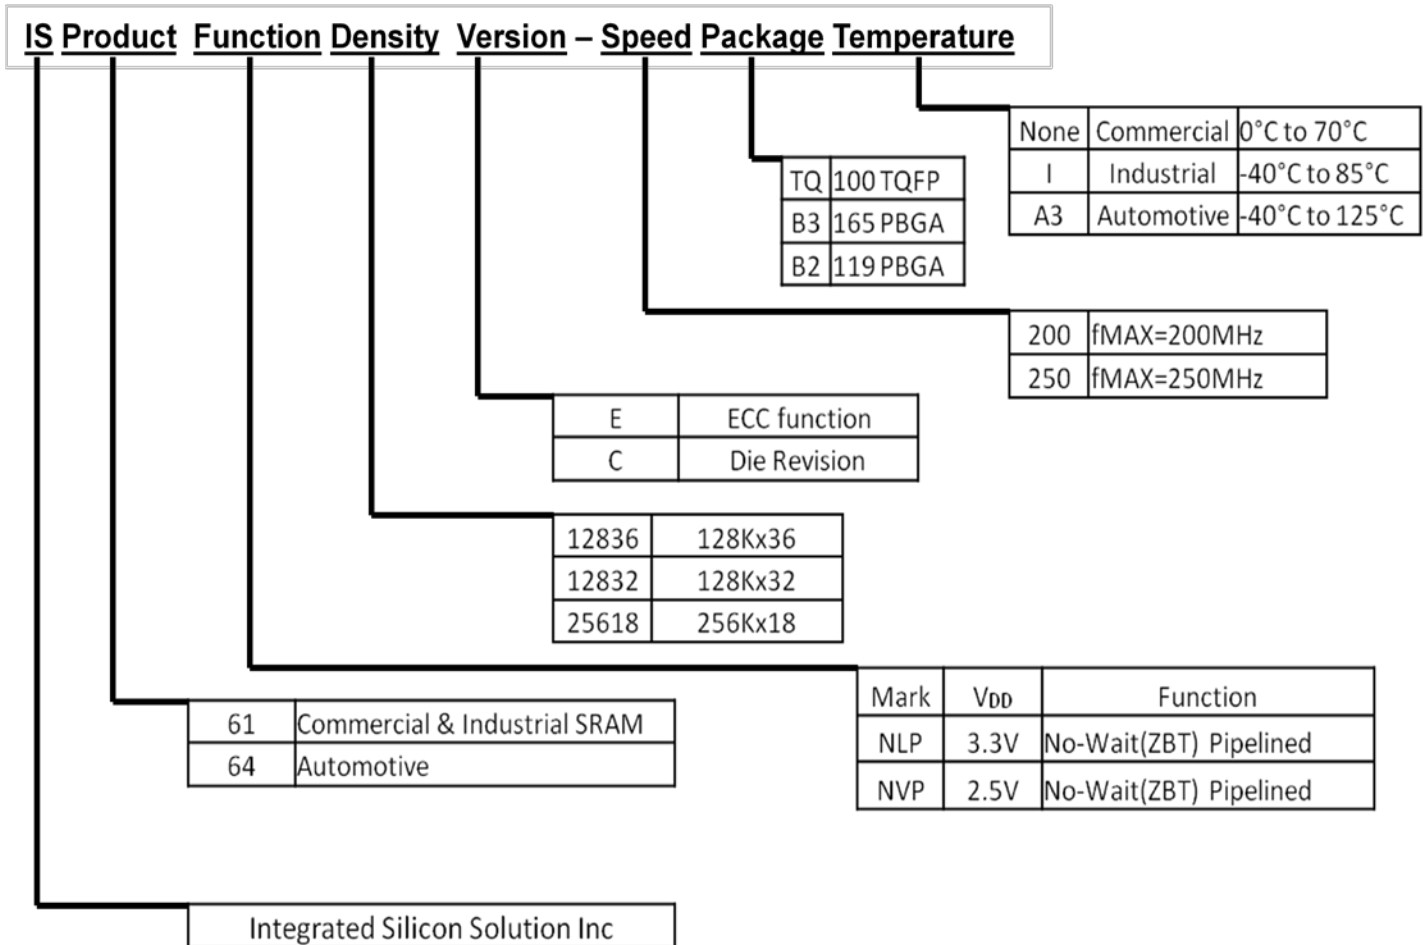 IS Product Function Density Version – Speed Package Temperature
None Commercial 0°C to 70°C
I Industrial -40°C to 85°C
A3 Automotive -40°C to 125°C
TQ 100 TQFP
B3 165 PBGA
B2 119 PBGA
200 fMAX=200MHz
250 fMAX=250MHz
E ECC function
C Die Revision
12836 128Kx36
12832 128Kx32
25618 256Kx18
Mark VDD Function
NLP 3.3V No-Wait(ZBT) Pipelined
NVP 2.5V No-Wait(ZBT) Pipelined
61 Commercial & Industrial SRAM
64 Automotive
Integrated Silicon Solution Inc